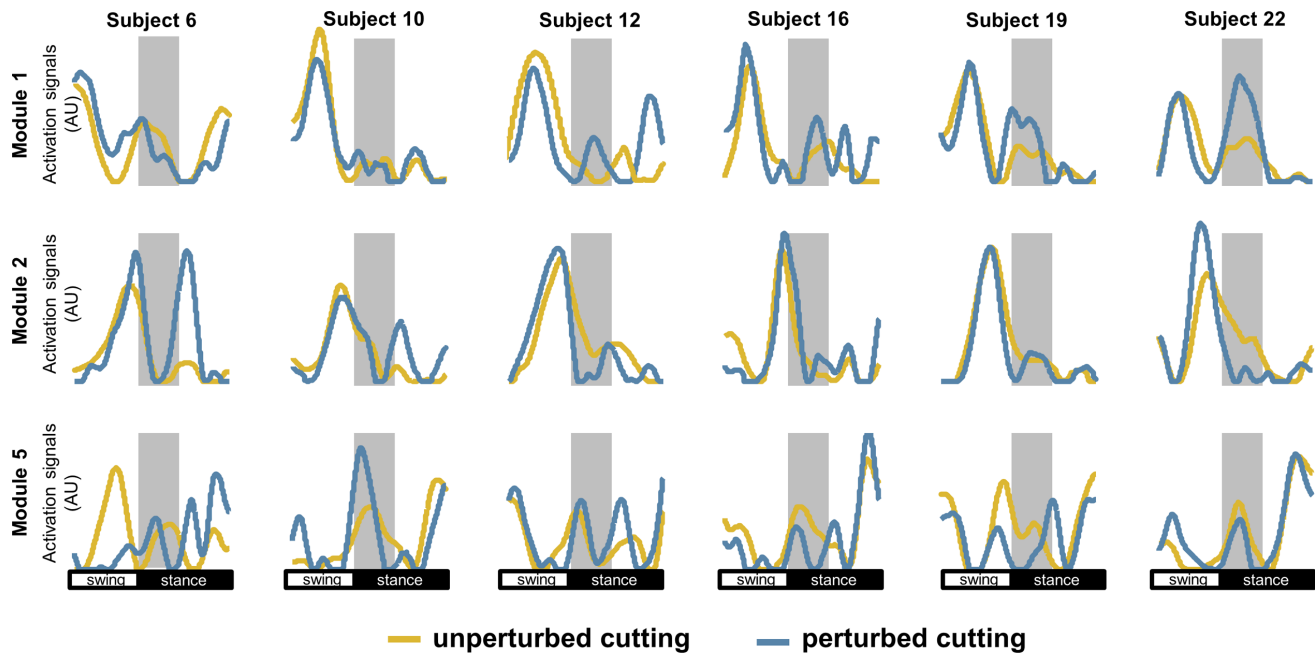 Subject 6 Subject 10 Subject 12 Subject 16 Subject 19 Subject 22
Module 1
Activation signals
(AU)
Module 2
Activation signals
(AU)
Module 5
Activation signals
(AU)
swing stance swing stance swing stance swing stance swing stance swing stance
unperturbed cutting perturbed cutting